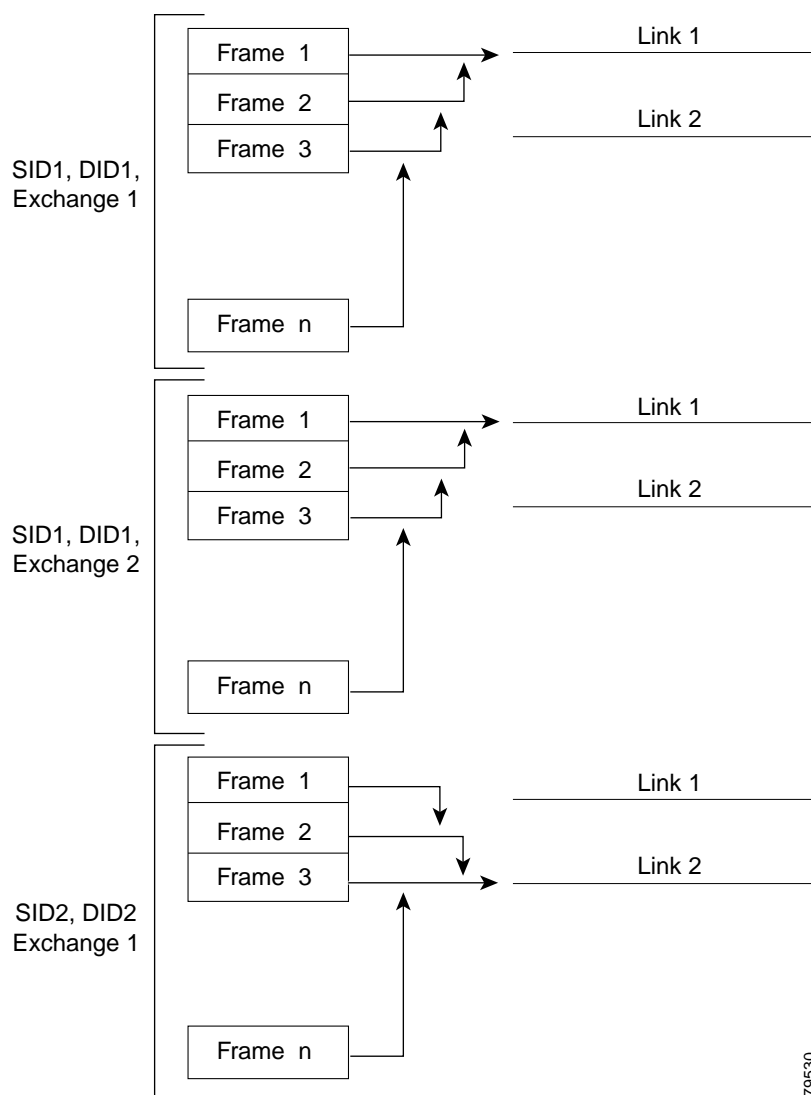 Frame 1
Link 1
Frame 2
Link 2
Frame 3
SID1, DID1,
Exchange 1
Frame n
Frame 1
Link 1
Frame 2
Link 2
Frame 3
SID1, DID1,
Exchange 2
Frame n
Frame 1
Link 1
Frame 2
Link 2
Frame 3
SID2, DID2
Exchange 1
Frame n
79530